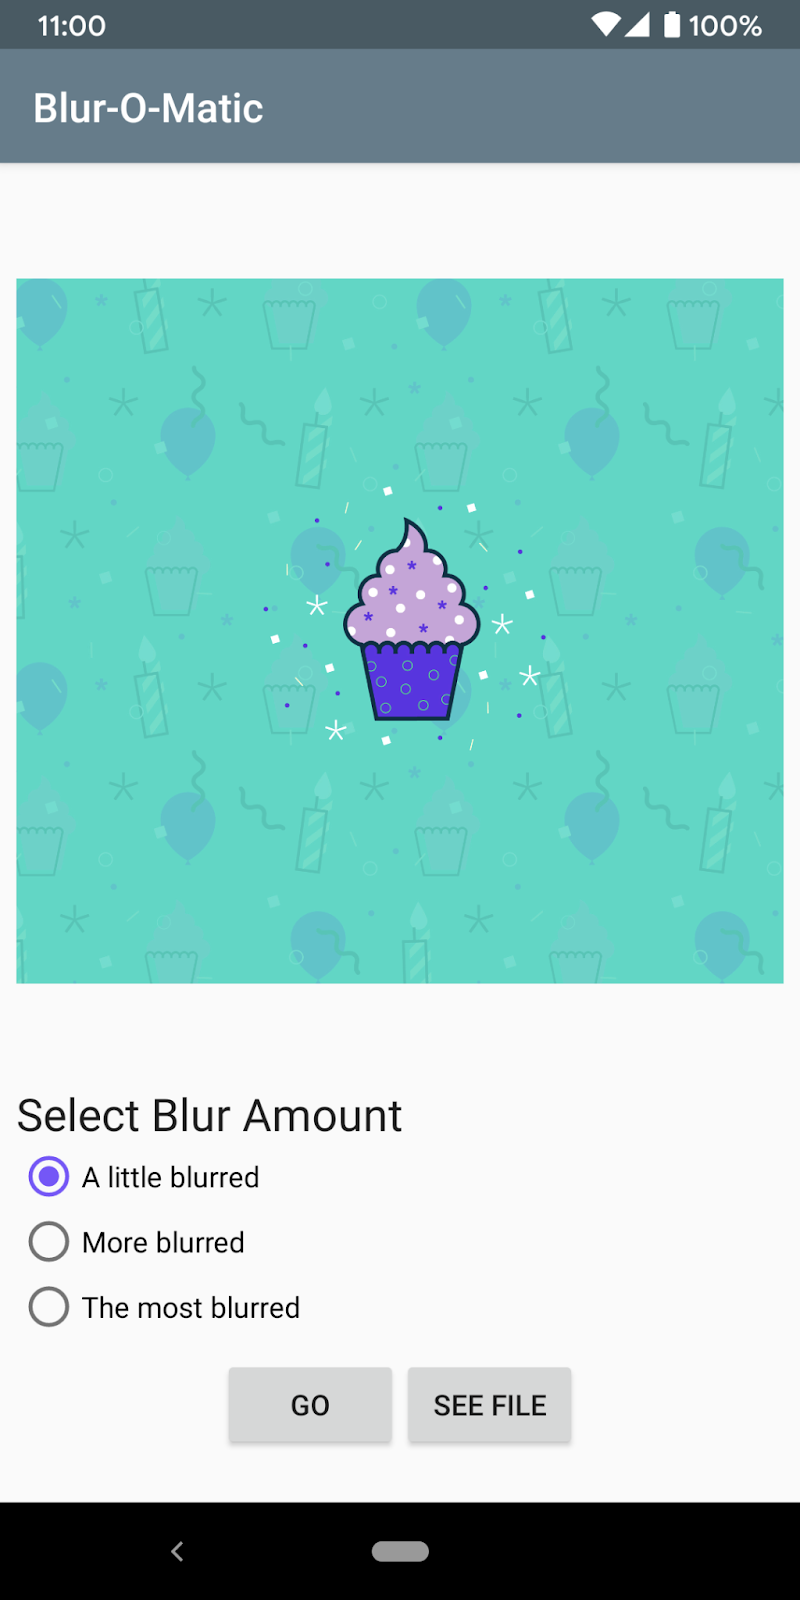 11:00 100%
Blur-O-Matic
Select Blur Amount
A little blurred
More blurred
The most blurred
GO SEE FILE